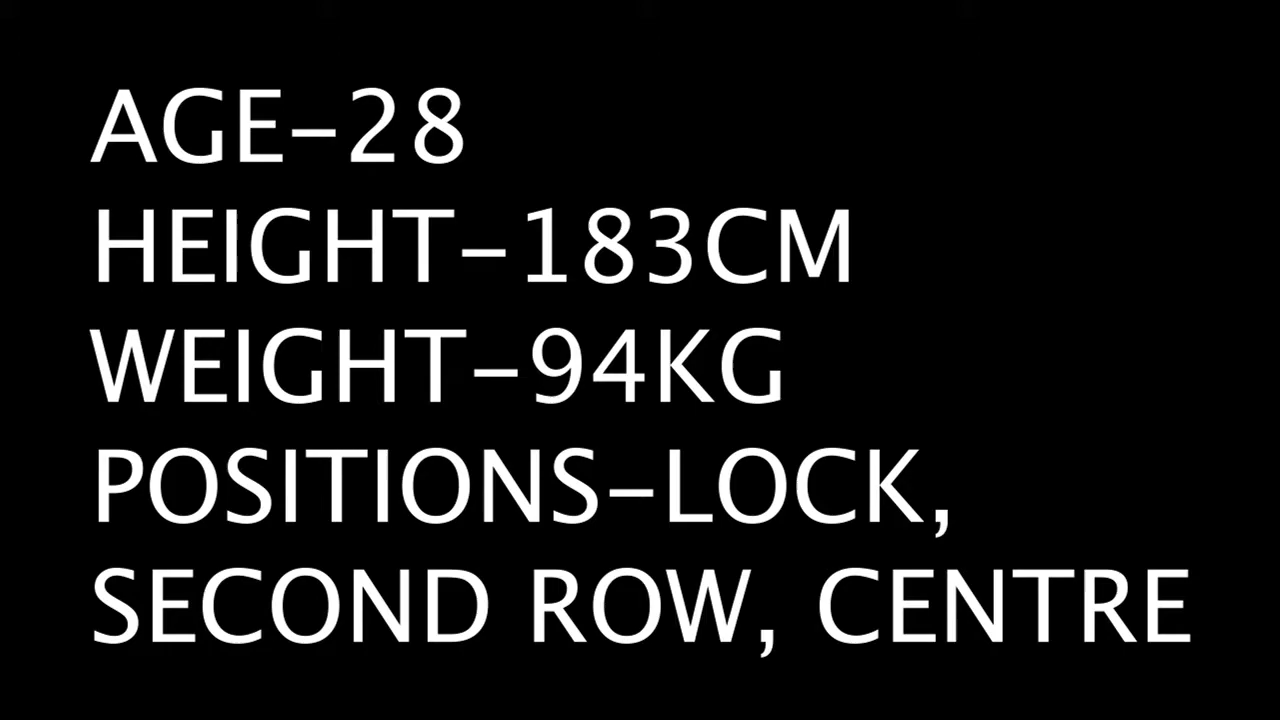 AGE-28
HEIGHT-183CM
WEIGHT-94KG
POSITIONS-LOCK,
SECOND ROW, CENTRE